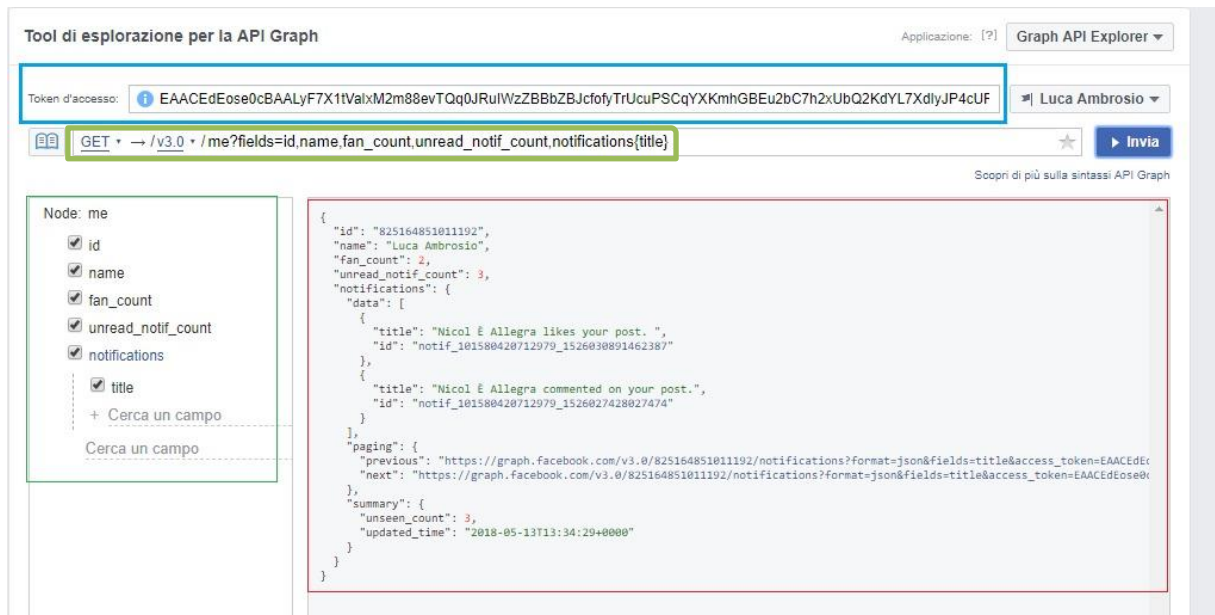 Tool di esplorazione per la API Graph
Applicazione: [?] Graph API Explorer
Token d'accesso: EAACEdEose0cBAALyF7X1tValxM2m88evTQq0JRulWzZBBbZBJcfofyTrUcuPSCqYXKmhGBEu2bC7h2xUbQ2KdYL7XdlyJP4cUF Luca Ambrosio
GET → /v3.0 / me?fields=id,name,fan_count,unread_notif_count,notifications{title} Invia
Scopri di più sulla sintassi API Graph
Node: me
id
name
fan_count
unread_notif_count
notifications
title
+ Cerca un campo
Cerca un campo
{
"id": "825164851011192",
"name": "Luca Ambrosio",
"fan_count": 2,
"unread_notif_count": 3,
"notifications": {
"data": [
{
"title": "Nicol È Allegra likes your post. ",
"id": "notif_101580420712979_1526030891462387"
},
{
"title": "Nicol È Allegra commented on your post.",
"id": "notif_101580420712979_1526027428027474"
}
],
"paging": {
"previous": "https://graph.facebook.com/v3.0/825164851011192/notifications?format=json&fields=title&access_token=EAACEdEo
"next": "https://graph.facebook.com/v3.0/825164851011192/notifications?format=json&fields=title&access_token=EAACEdEose0c
},
"summary": {
"unseen_count": 3,
"updated_time": "2018-05-13T13:34:29+0000"
}
}
}